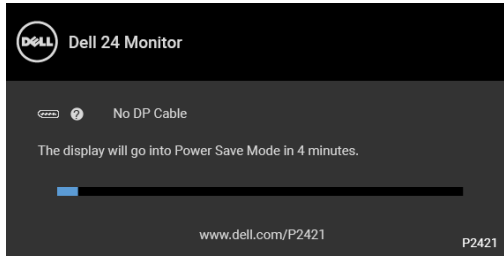 DELL Dell 24 Monitor
? No DP Cable
The display will go into Power Save Mode in 4 minutes.
www.dell.com/P2421
P2421